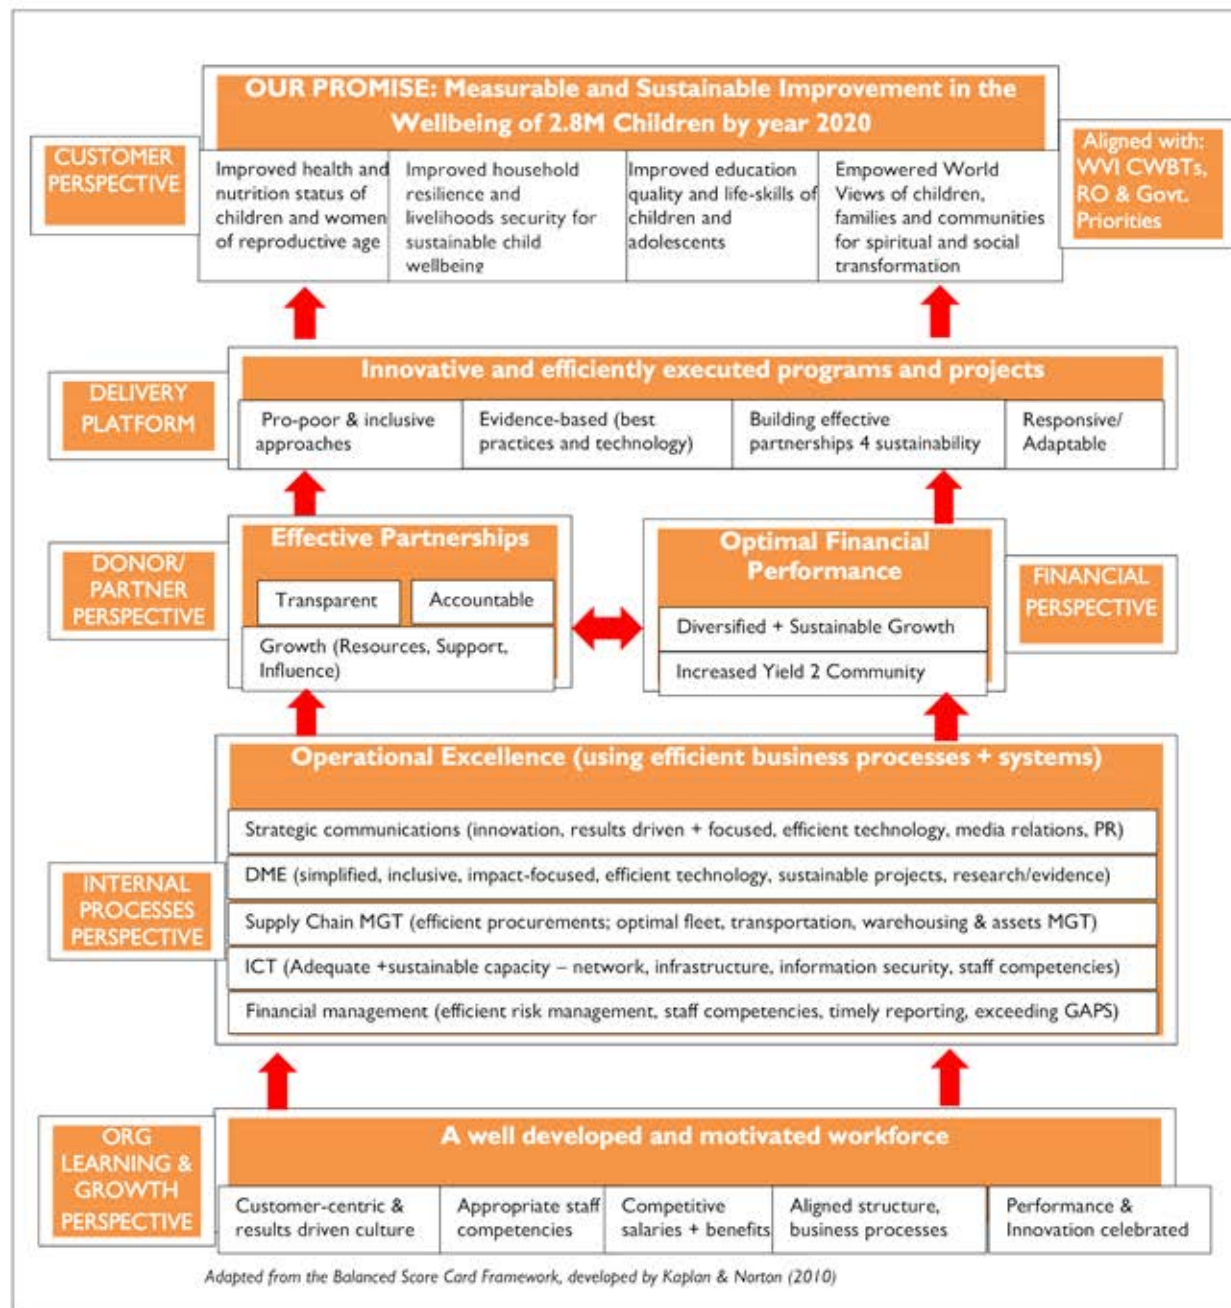 OUR PROMISE: Measurable and Sustainable Improvement in the
Wellbeing of 2.8M Children by year 2020
CUSTOMER
PERSPECTIVE
Improved health and
nutrition status of
children and women
of reproductive age
Improved household
resilience and
livelihoods security for
sustainable child
wellbeing
Improved education
quality and life-skills of
children and
adolescents
Empowered World
Views of children,
families and communities
for spiritual and social
transformation
Aligned with:
WVI CWBTs,
RO & Govt.
Priorities
DELIVERY
PLATFORM
Innovative and efficiently executed programs and projects
Pro-poor & inclusive
approaches
Evidence-based (best
practices and technology)
Building effective
partnerships 4 sustainability
Responsive/
Adaptable
DONOR/
PARTNER
PERSPECTIVE
Effective Partnerships
Transparent
Accountable
Growth (Resources, Support,
Influence)
Optimal Financial
Performance
Diversified + Sustainable Growth
Increased Yield 2 Community
FINANCIAL
PERSPECTIVE
INTERNAL
PROCESSES
PERSPECTIVE
Operational Excellence (using efficient business processes + systems)
Strategic communications (innovation, results driven + focused, efficient technology, media relations, PR)
DME (simplified, inclusive, impact-focused, efficient technology, sustainable projects, research/evidence)
Supply Chain MGT (efficient procurements; optimal fleet, transportation, warehousing & assets MGT)
ICT (Adequate +sustainable capacity – network, infrastructure, information security, staff competencies)
Financial management (efficient risk management, staff competencies, timely reporting, exceeding GAPS)
ORG
LEARNING &
GROWTH
PERSPECTIVE
A well developed and motivated workforce
Customer-centric &
results driven culture
Appropriate staff
competencies
Competitive
salaries + benefits
Aligned structure,
business processes
Performance &
Innovation celebrated
Adapted from the Balanced Score Card Framework, developed by Kaplan & Norton (2010)